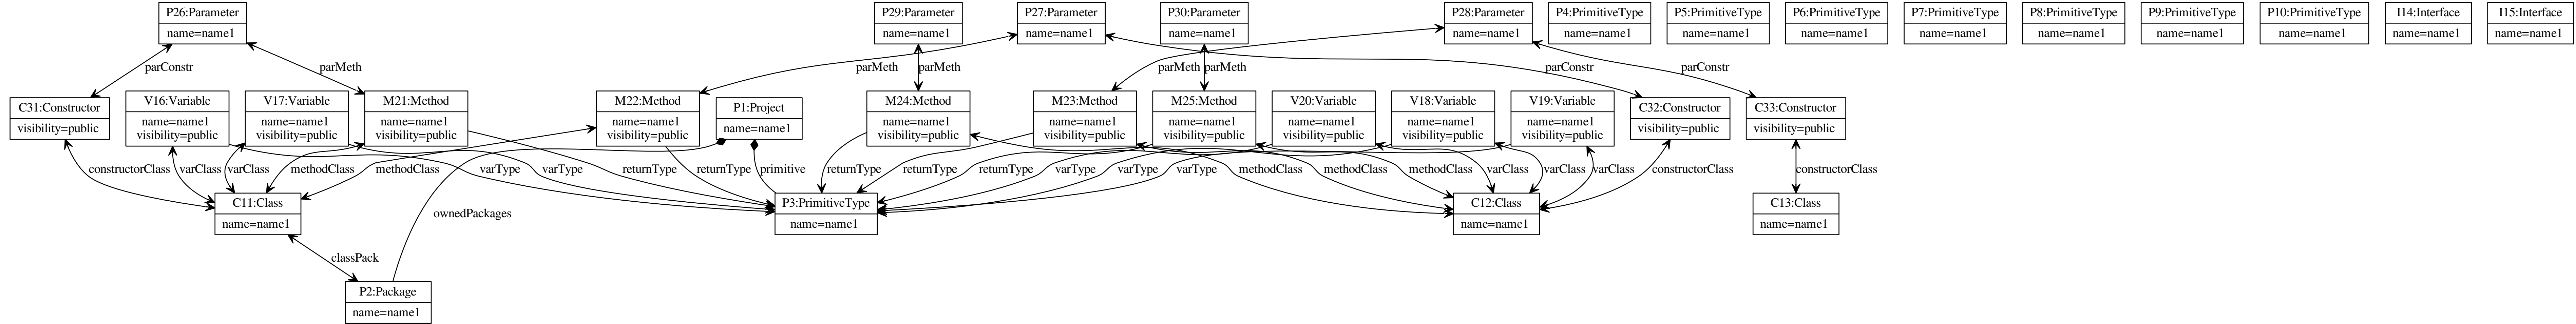 P26:Parameter
name=name1
P29:Parameter
name=name1
P27:Parameter
name=name1
P30:Parameter
name=name1
P28:Parameter
name=name1
P4:PrimitiveType
name=name1
P5:PrimitiveType
name=name1
P6:PrimitiveType
name=name1
P7:PrimitiveType
name=name1
P8:PrimitiveType
name=name1
P9:PrimitiveType
name=name1
P10:PrimitiveType
name=name1
I14:Interface
name=name1
I15:Interface
name=name1
parConstr
parMeth
parMeth
parMeth
parMeth
parMeth
parConstr
parConstr
C31:Constructor
visibility=public
V16:Variable
name=name1
visibility=public
V17:Variable
name=name1
visibility=public
M21:Method
name=name1
visibility=public
M22:Method
name=name1
visibility=public
P1:Project
name=name1
M24:Method
name=name1
visibility=public
M23:Method
name=name1
visibility=public
M25:Method
name=name1
visibility=public
V20:Variable
name=name1
visibility=public
V18:Variable
name=name1
visibility=public
V19:Variable
name=name1
visibility=public
C32:Constructor
visibility=public
C33:Constructor
visibility=public
constructorClass
varClass
varClass
methodClass
methodClass
varType
varType
returnType
returnType
primitive
returnType
returnType
returnType
varType
varType
varType
methodClass
methodClass
methodClass
varClass
varClass
varClass
constructorClass
constructorClass
C11:Class
name=name1
P3:PrimitiveType
name=name1
C12:Class
name=name1
C13:Class
name=name1
ownedPackages
classPack
P2:Package
name=name1